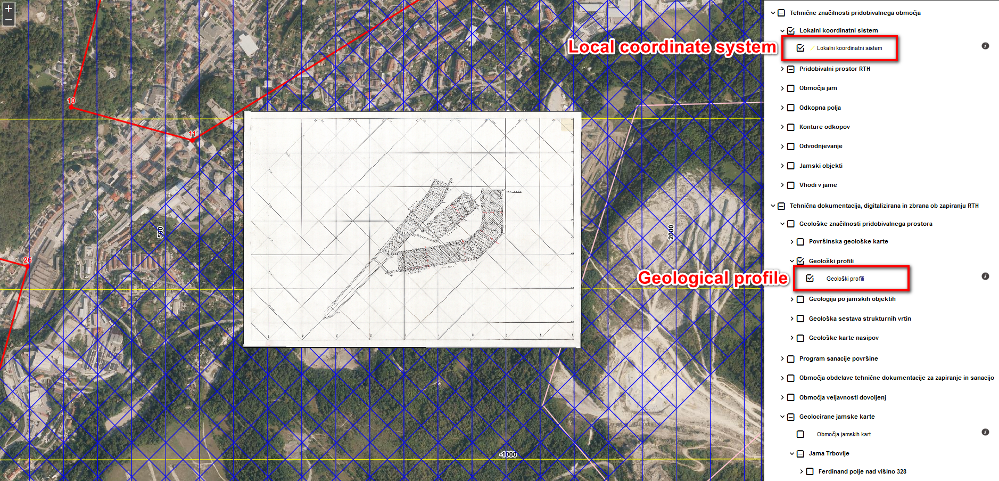 +
−
Tehnične značilnosti pridobivalnega območja
Lokalni koordinatni sistem
Local coordinate system
Lokalni koordinatni sistem
Pridobivalni prostor RTH
Območja jam
10
Odkopna polja
Konture odkopov
11
Odvodnjevanje
Jamski objekti
Vhodi v jame
Tehnična dokumentacija, digitalizirana in zbrana ob zapiranju RTH
Geološke značilnosti pridobivalnega prostora
500
2000
Površinska geološke karte
26
Geološki profili
Geological profile
Geološki profili
Geologija po jamskih objektih
Geološka sestava strukturnih vrtin
Geološke karte nasipov
Program sanacije površine
Območja obdelave tehnične dokumentacije za zapiranje in sanacijo
Območja veljavnosti dovoljenj
Geolocirane jamske karte
Območja jamskih kart
-1000
Jama Trbovlje
Ferdinand polje nad višino 328